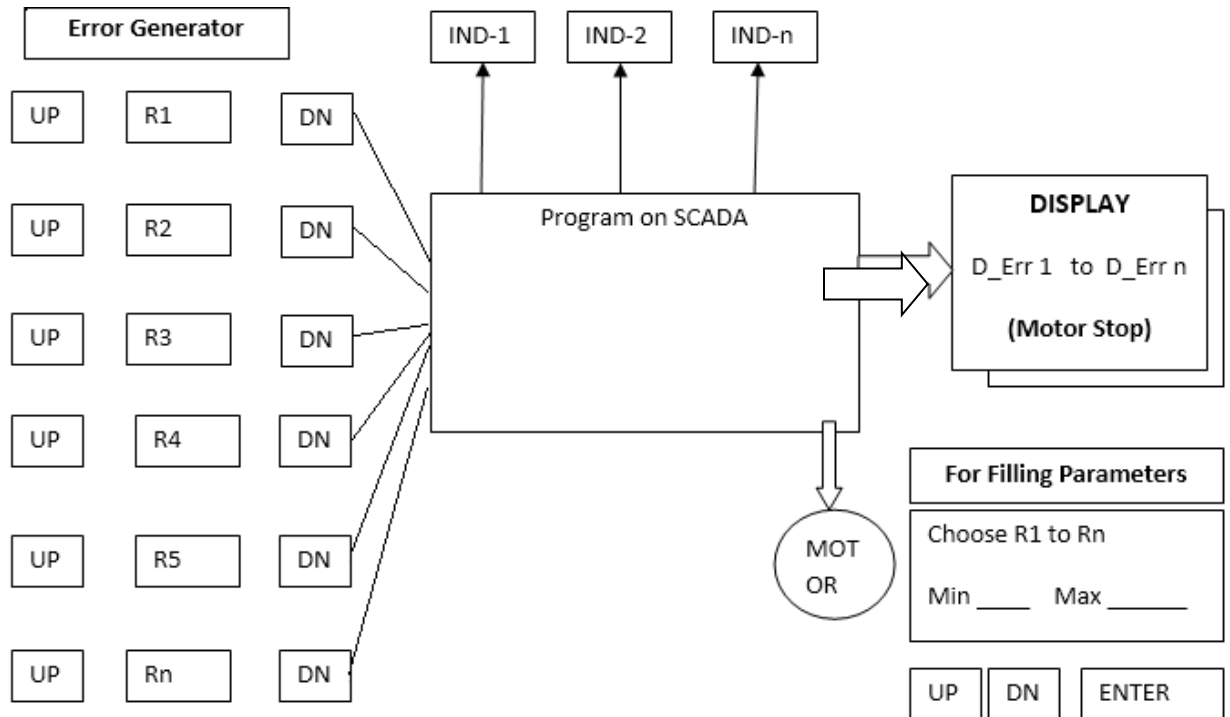 Error Generator
IND-1
IND-2
IND-n
UP
R1
DN
UP
R2
DN
UP
R3
DN
UP
R4
DN
UP
R5
DN
UP
Rn
DN
Program on SCADA
DISPLAY
D_Err 1 to D_Err n
(Motor Stop)
MOT
OR
For Filling Parameters
Choose R1 to Rn
Min ____ Max ______
UP
DN
ENTER